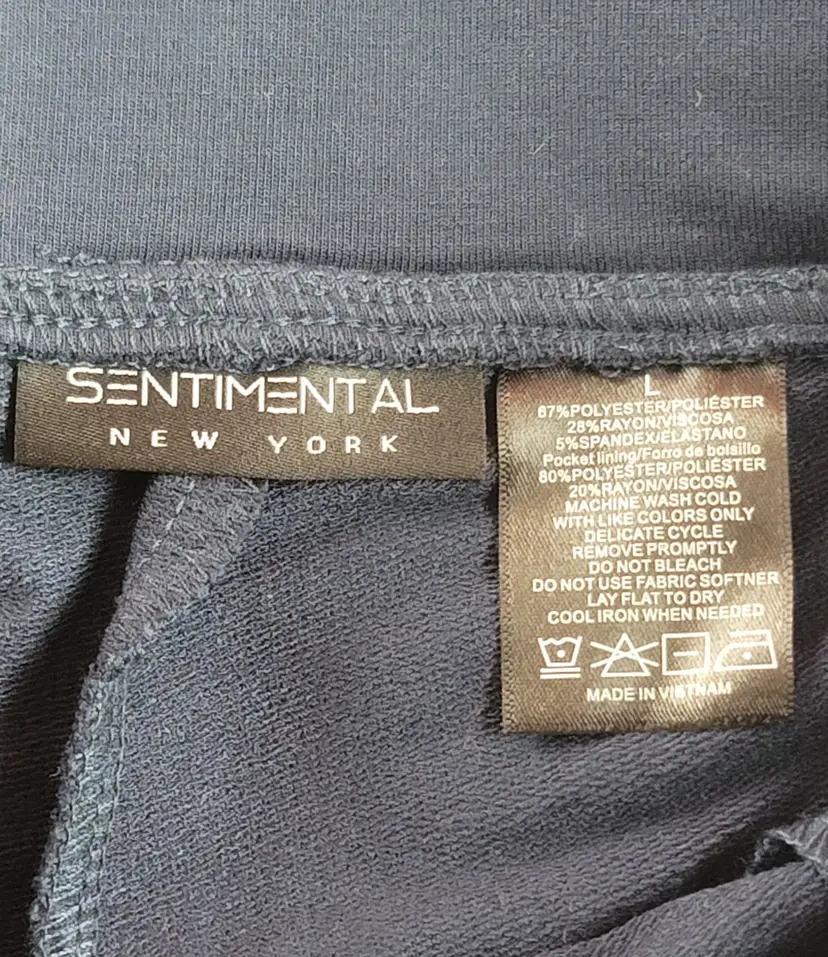 SENTIMENTAL
NEW YORK
L
67%POLYESTER/POLIÉSTER
28%RAYON/VISCOSA
5%SPANDEX/ELASTANO
Pocket lining/Forro de bolsillo
80%POLYESTER/POLIÉSTER
20%RAYON/VISCOSA
MACHINE WASH COLD
WITH LIKE COLORS ONLY
DELICATE CYCLE
REMOVE PROMPTLY
DO NOT BLEACH
DO NOT USE FABRIC SOFTNER
LAY FLAT TO DRY
COOL IRON WHEN NEEDED
MADE IN VIETNAM